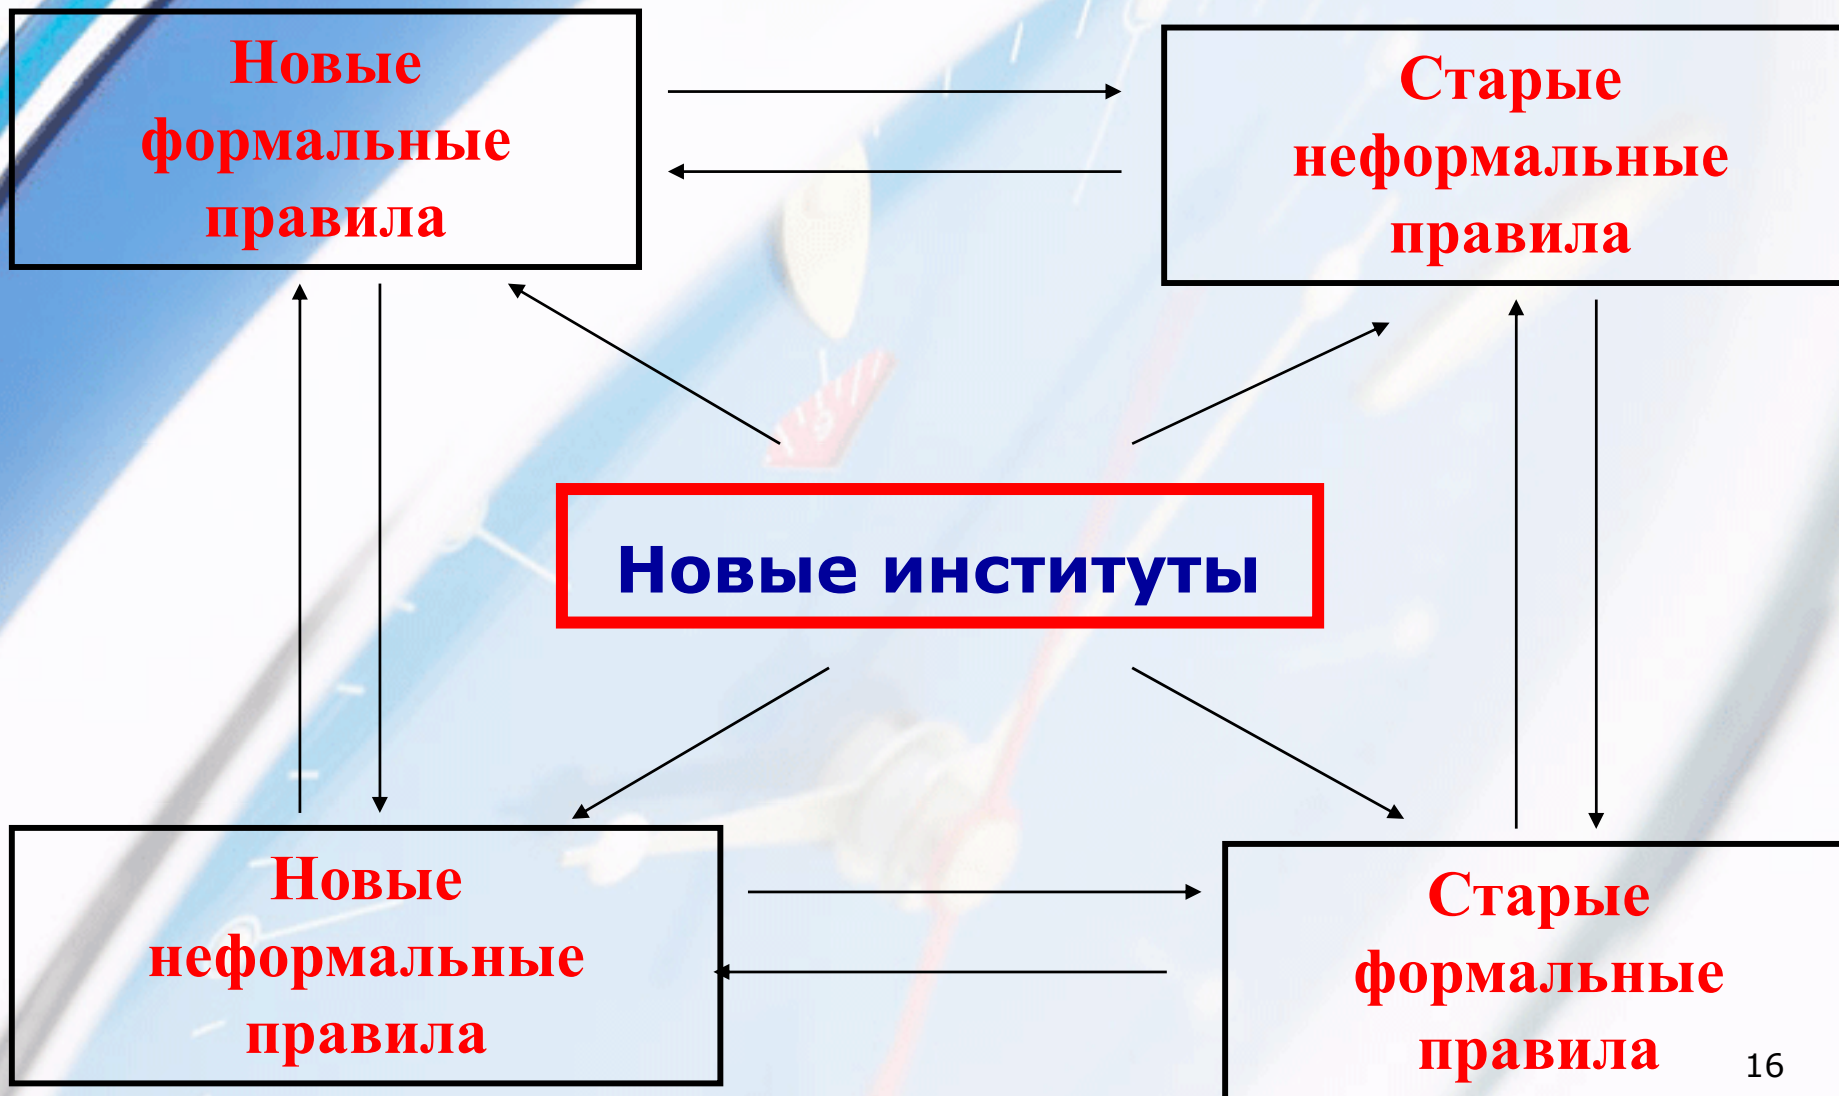 Новые
формальные
правила
Старые
неформальные
правила
Новые институты
Новые
неформальные
правила
Старые
формальные
правила
16